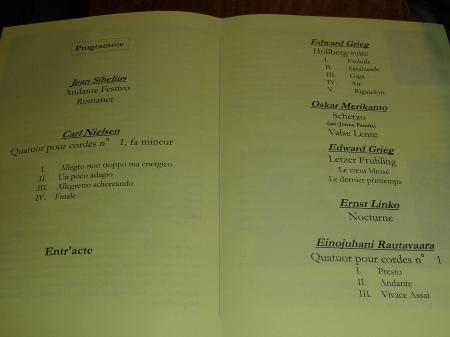 Programme
Jean Sibelius
Andante Festivo
Romance
Carl Nielsen
Quatuor pour cordes n° 1, fa mineur
I. Allegro non troppo ma energico
II. Un poco adagio
III. Allegretto scherzando
IV. Finale
Entr'acte
Edward Grieg
Hollberg-suite
I. Prelude
II. Sarabande
III. Giga
IV. Air
V. Rigaudon
Oskar Merikanto
Scherzo
(arr. Jorma Panula)
Valse Lente
Edward Grieg
Letzer Fruhling
Le cœur blessé
Le dernier printemps
Ernst Linko
Nocturne
Einojuhani Rautavaara
Quatuor pour cordes n° 1
I. Presto
II. Andante
III. Vivace Assai